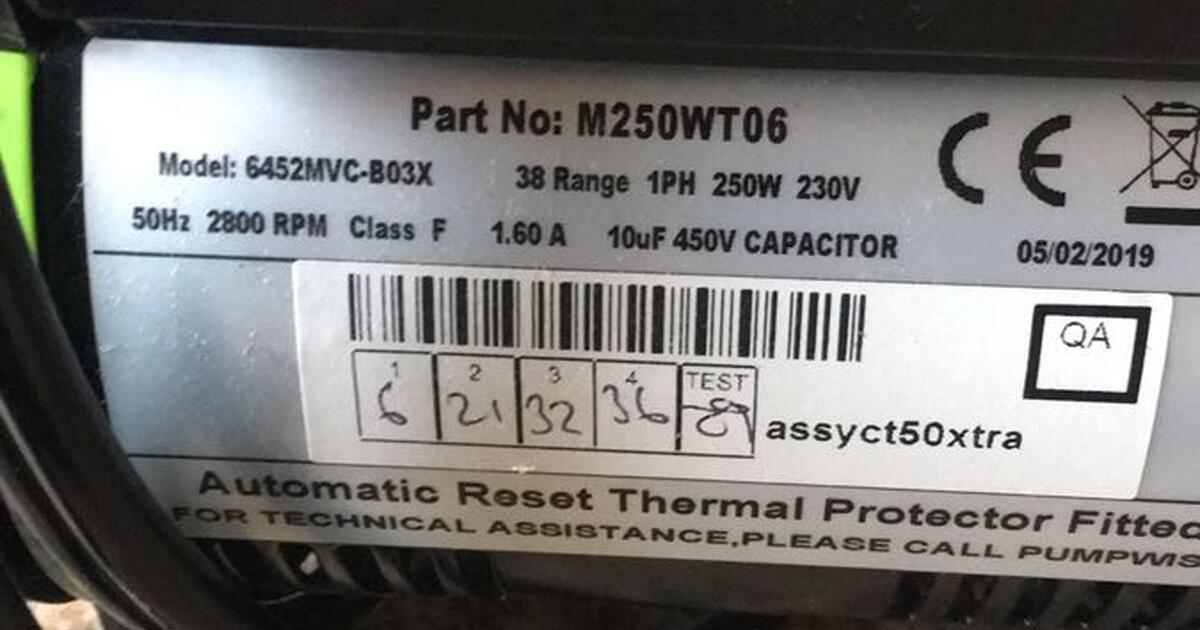 Part No: M250WT06
CE
Model: 6452MVC-B03X 38 Range 1PH 250W 230V
50Hz 2800 RPM Class F 1.60 A 10uF 450V CAPACITOR 05/02/2019
QA
1 2 3 4 TEST
6 21 32 36
assyct50xtra
Automatic Reset Thermal Protector Fitted
FOR TECHNICAL ASSISTANCE,PLEASE CALL